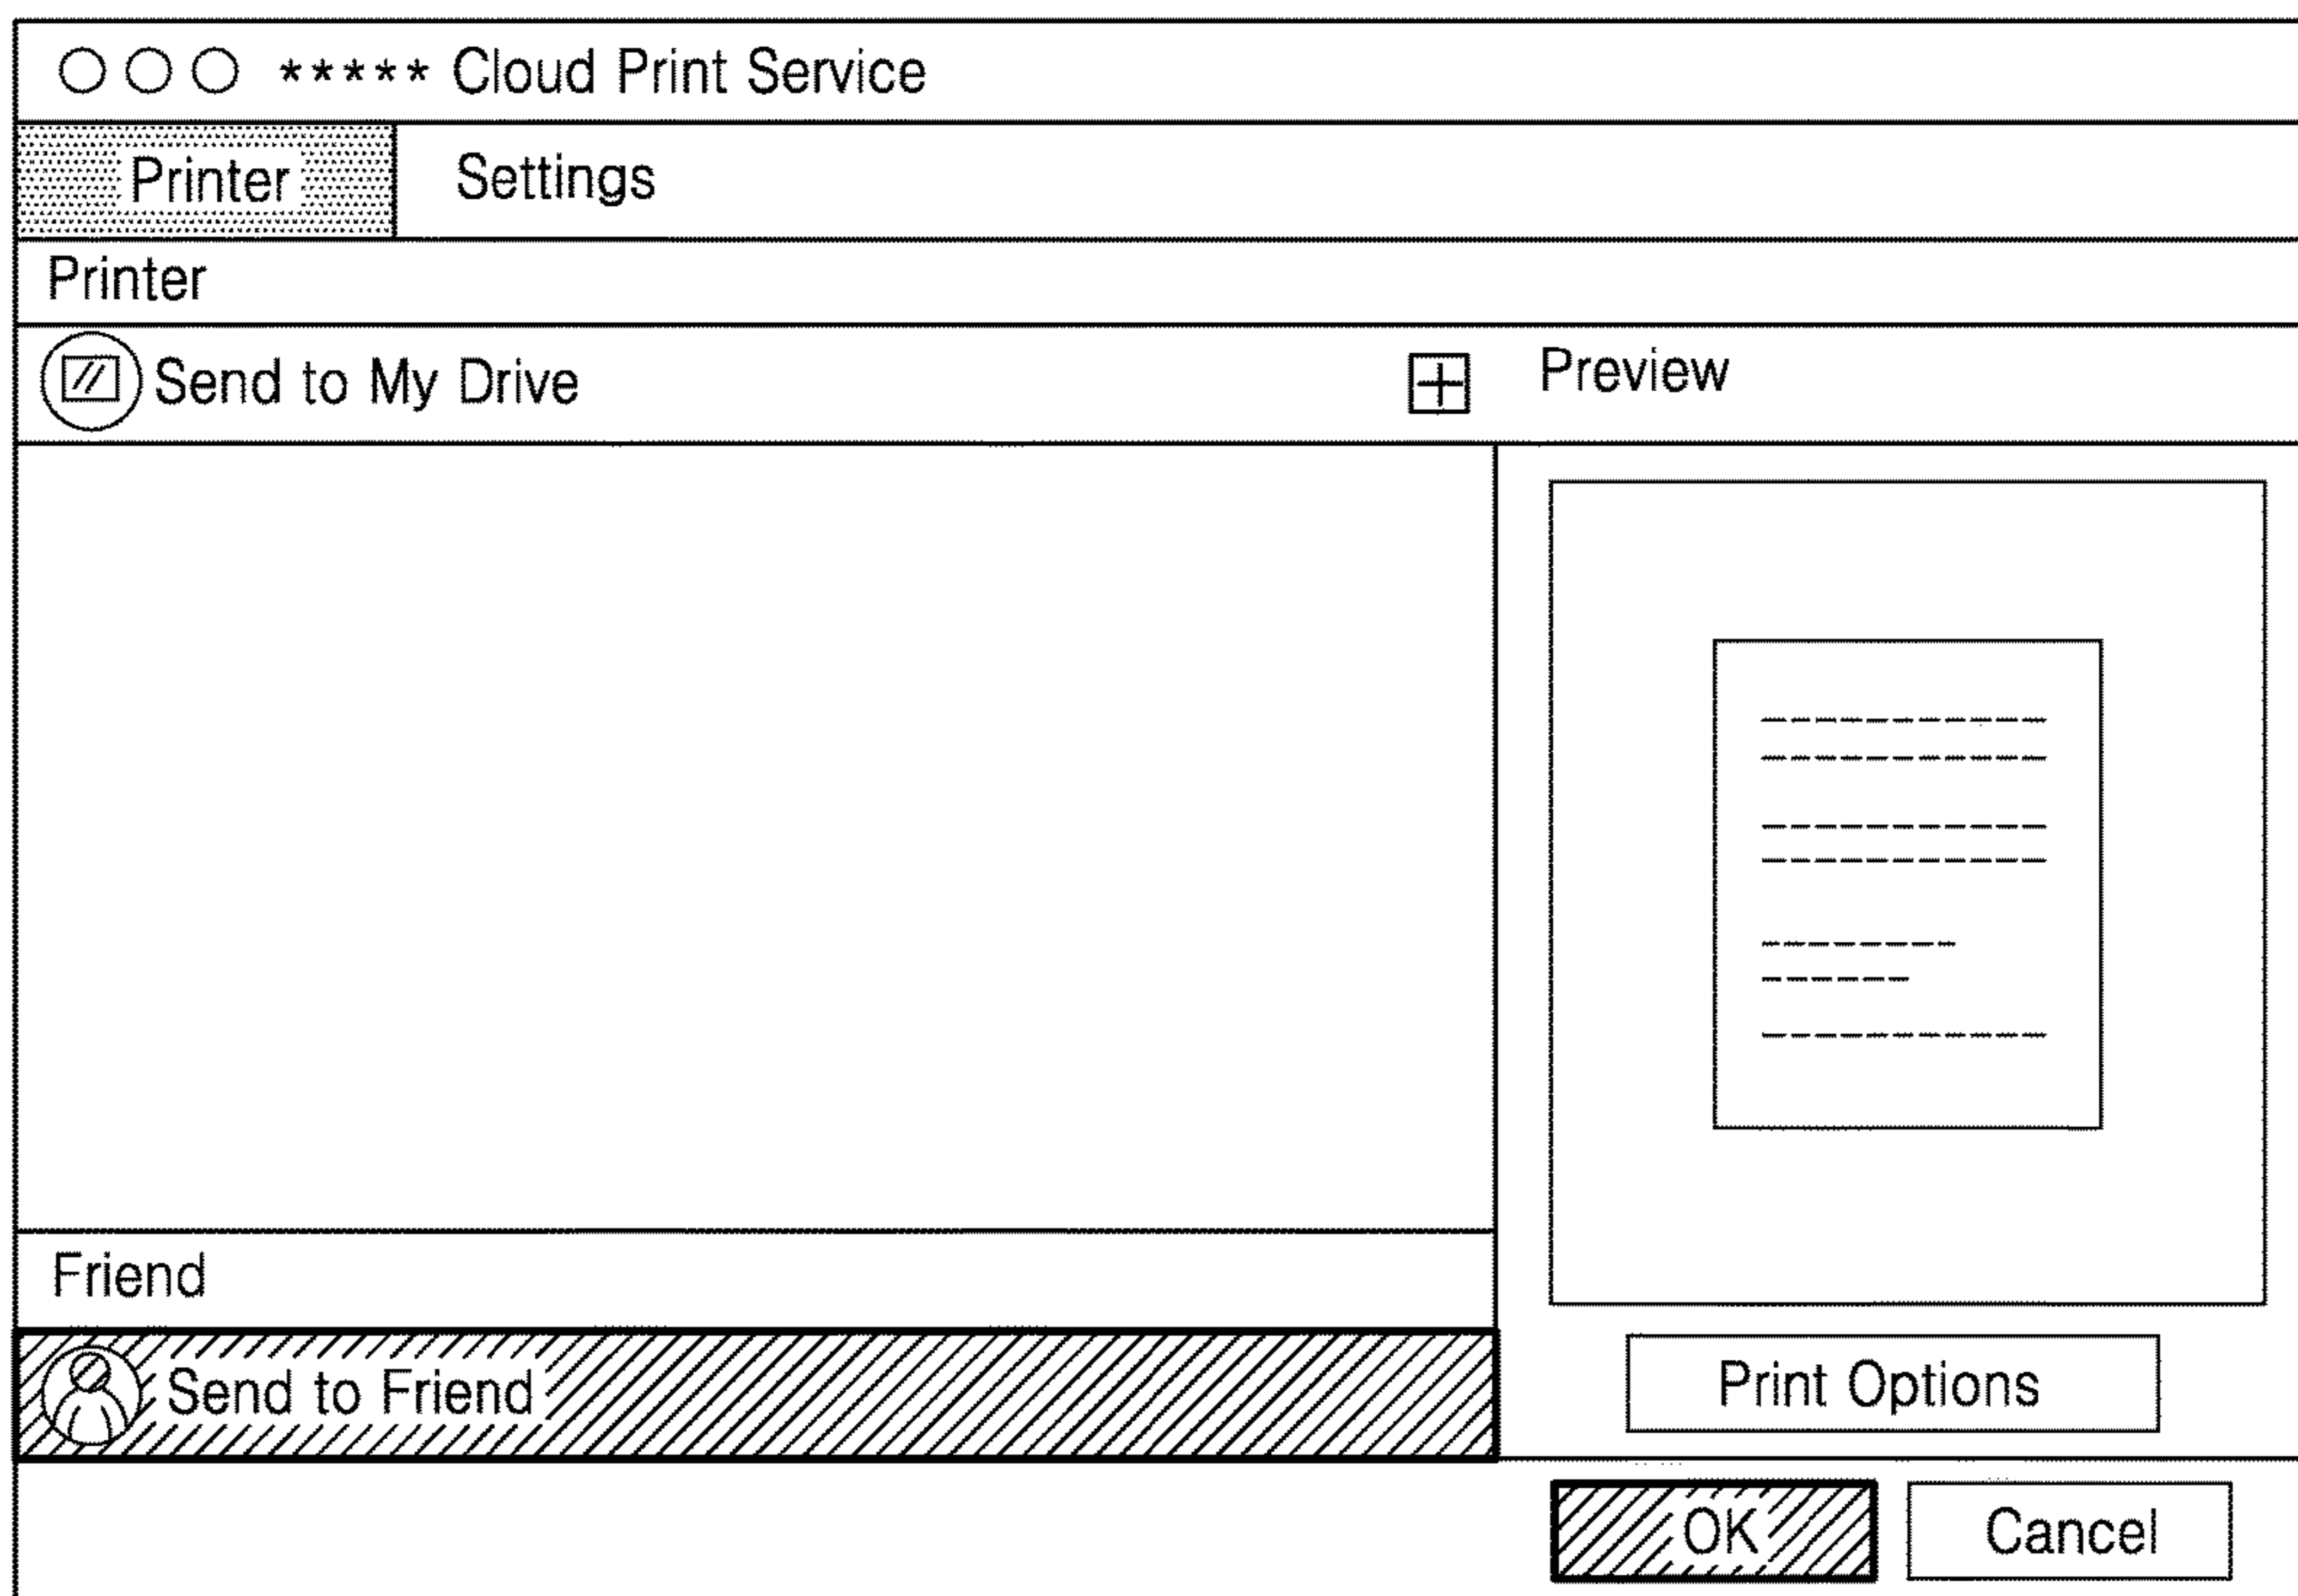 ***** Cloud Print Service
Printer
Settings
Printer
Send to My Drive
Preview
Friend
Send to Friend
Print Options
OK
Cancel